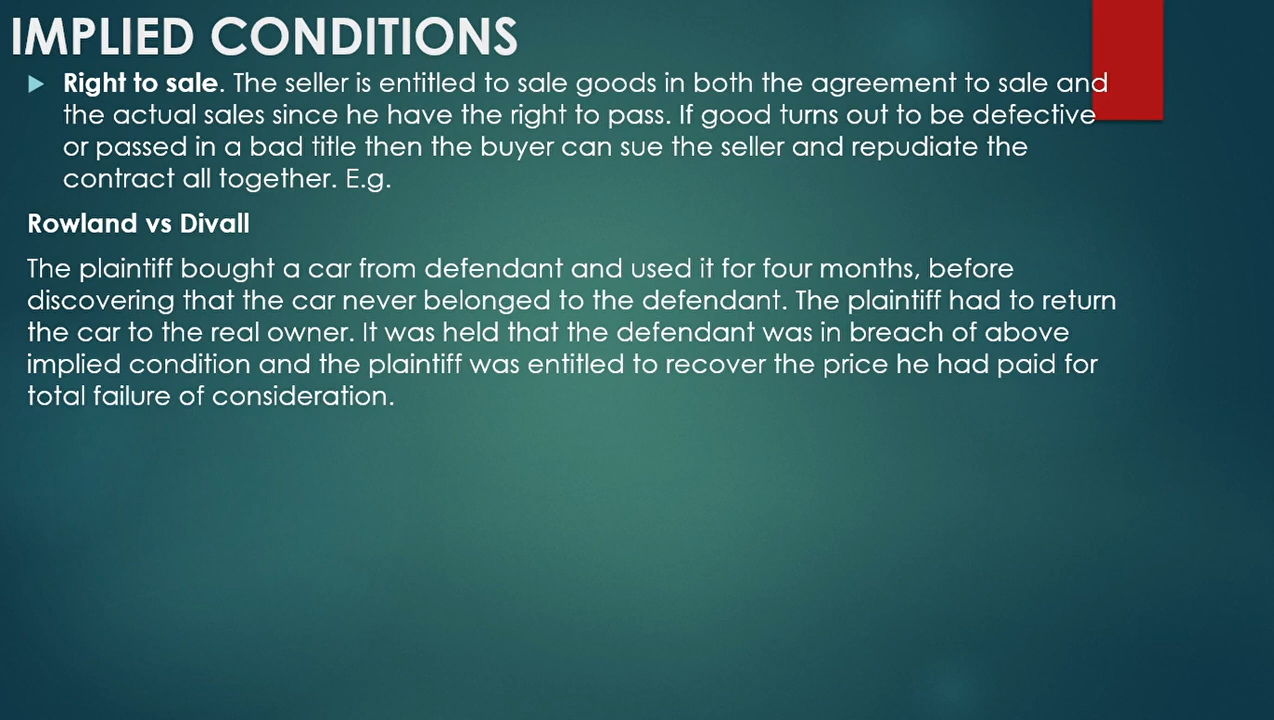 IMPLIED CONDITIONS
Right to sale. The seller is entitled to sale goods in both the agreement to sale and
the actual sales since he have the right to pass. If good turns out to be defective
or passed in a bad title then the buyer can sue the seller and repudiate the
contract all together. E.g.
Rowland vs Divall
The plaintiff bought a car from defendant and used it for four months, before
discovering that the car never belonged to the defendant. The plaintiff had to return
the car to the real owner. It was held that the defendant was in breach of above
implied condition and the plaintiff was entitled to recover the price he had paid for
total failure of consideration.